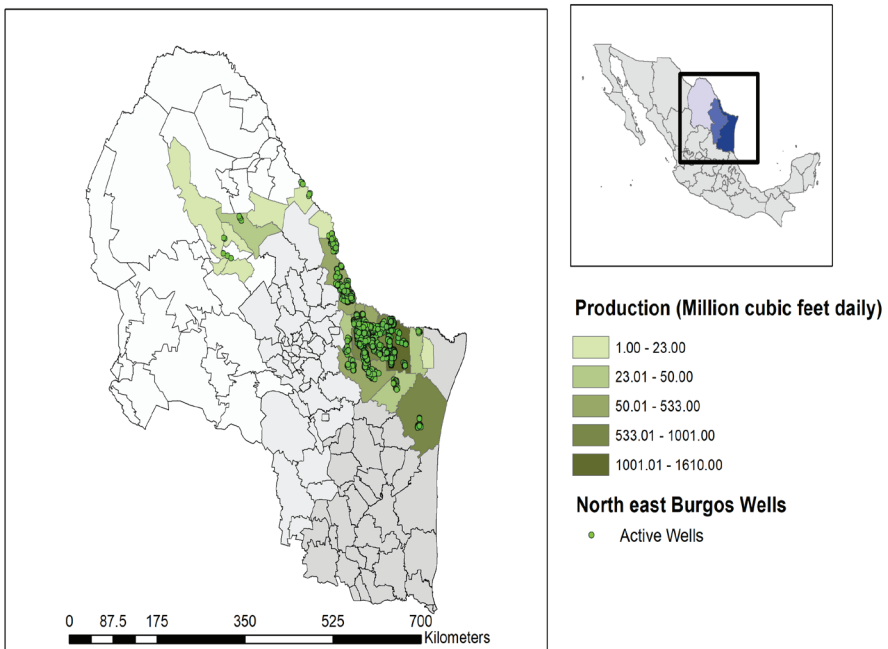 Production (Million cubic feet daily)
1.00 - 23.00
23.01 - 50.00
50.01 - 533.00
533.01 - 1001.00
1001.01 - 1610.00
North east Burgos Wells
Active Wells
0 87.5 175 350 525 700
Kilometers